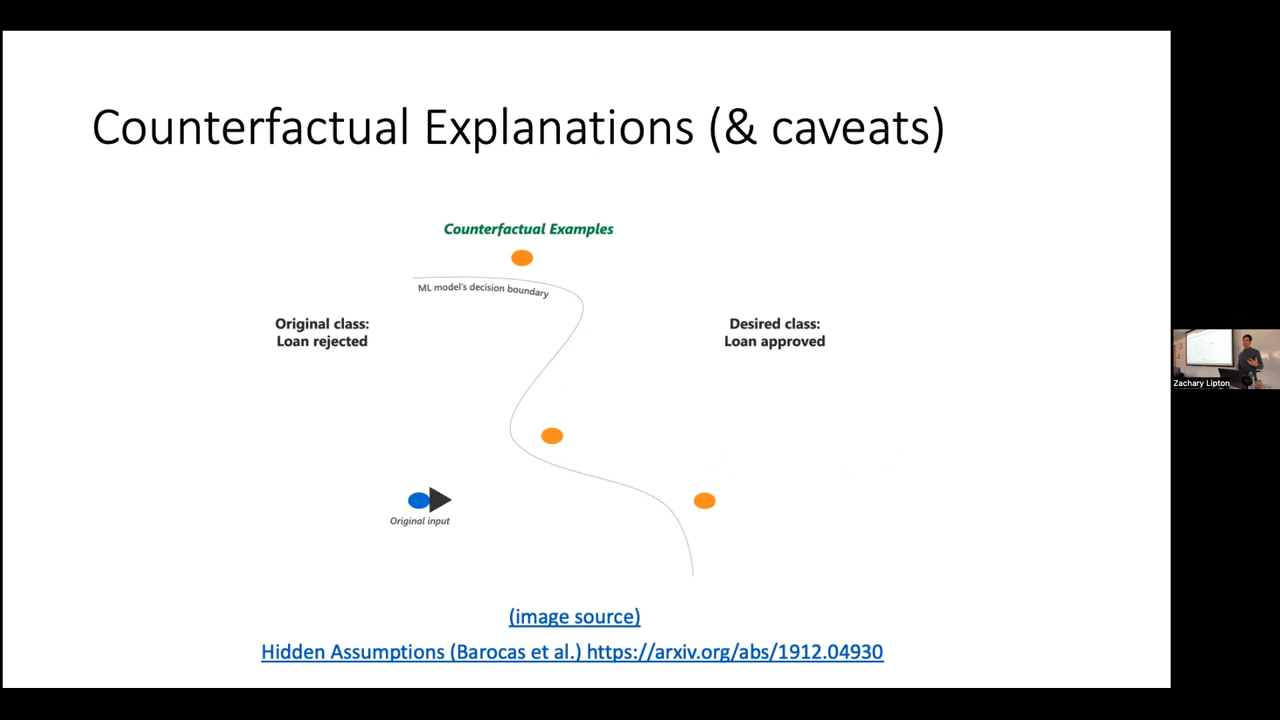 Counterfactual Explanations (& caveats)
Counterfactual Examples
ML model's decision boundary
Original class:
Loan rejected
Desired class:
Loan approved
Original input
(image source)
Hidden Assumptions (Barocas et al.) https://arxiv.org/abs/1912.04930
Zachary Lipton